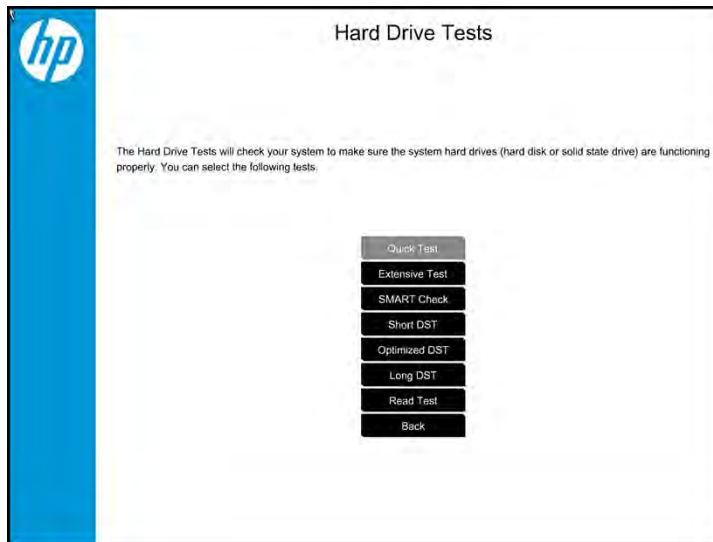 hp
Hard Drive Tests
The Hard Drive Tests will check your system to make sure the system hard drives (hard disk or solid state drive) are functioning
properly. You can select the following tests.
Quick Test
Extensive Test
SMART Check
Short DST
Optimized DST
Long DST
Read Test
Back